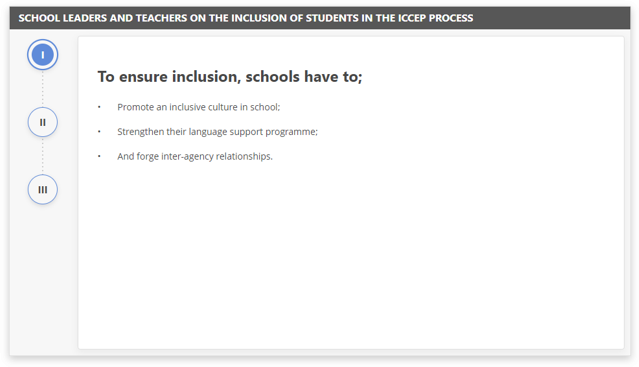 SCHOOL LEADERS AND TEACHERS ON THE INCLUSION OF STUDENTS IN THE ICCEP PROCESS
I
II
III
To ensure inclusion, schools have to;
• Promote an inclusive culture in school;
• Strengthen their language support programme;
• And forge inter-agency relationships.